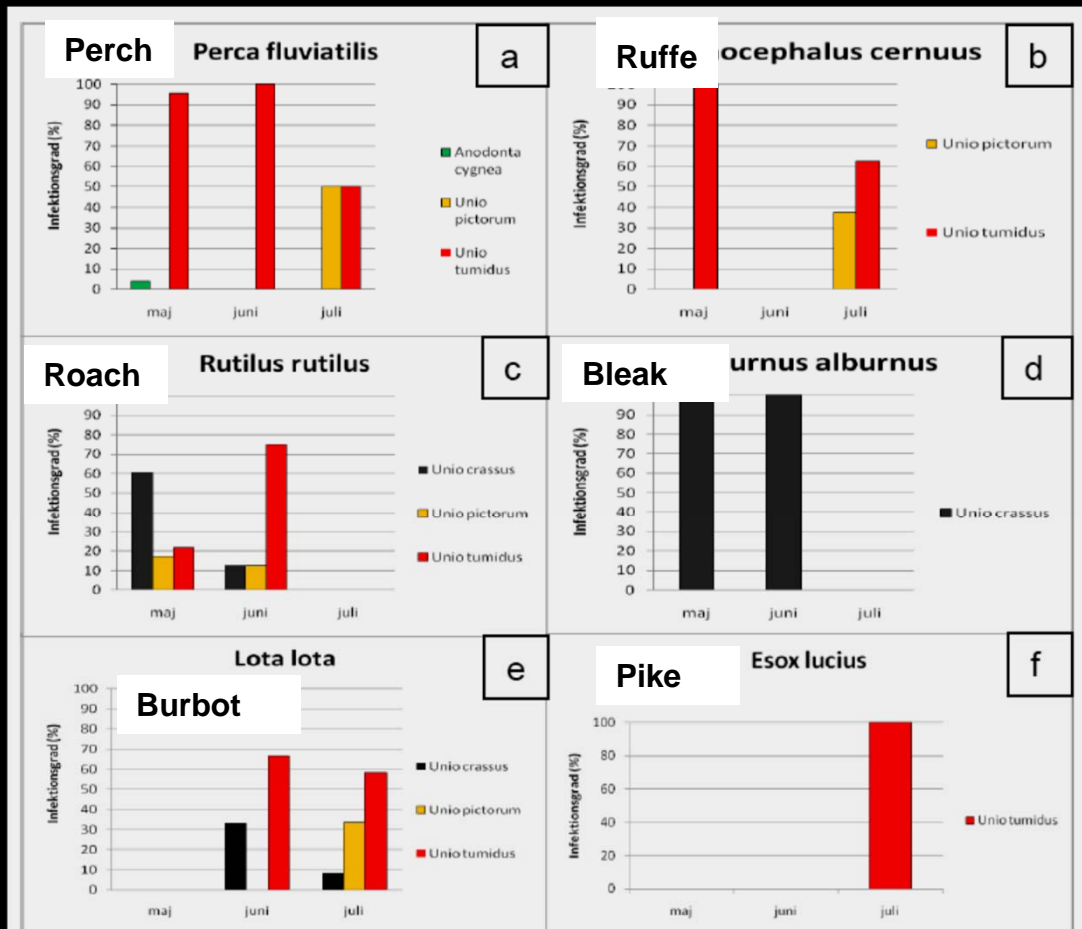 Perch
Perca fluviatilis
a
Infektionsgrad (%)
100
90
80
70
60
50
40
30
20
10
0
maj
juni
juli
Anodonta
cygnea
Unio
pictorum
Unio
tumidus
Ruffe
nocephalus cernuus
b
Infektionsgrad (%)
100
90
80
70
60
50
40
30
20
10
0
maj
juni
juli
Unio pictorum
Unio tumidus
Roach
Rutilus rutilus
c
Infektionsgrad (%)
90
80
70
60
50
40
30
20
10
0
maj
juni
juli
Unio crassus
Unio pictorum
Unio tumidus
Bleak
urnus alburnus
d
Infektionsgrad (%)
90
80
70
60
50
40
30
20
10
0
maj
juni
juli
Unio crassus
Lota lota
e
Burbot
Infektionsgrad (%)
100
90
80
70
60
50
40
30
20
10
0
maj
juni
juli
Unio crassus
Unio pictorum
Unio tumidus
Pike
Esox lucius
f
Infektionsgrad (%)
100
80
60
40
20
0
maj
juni
juli
Unio tumidus